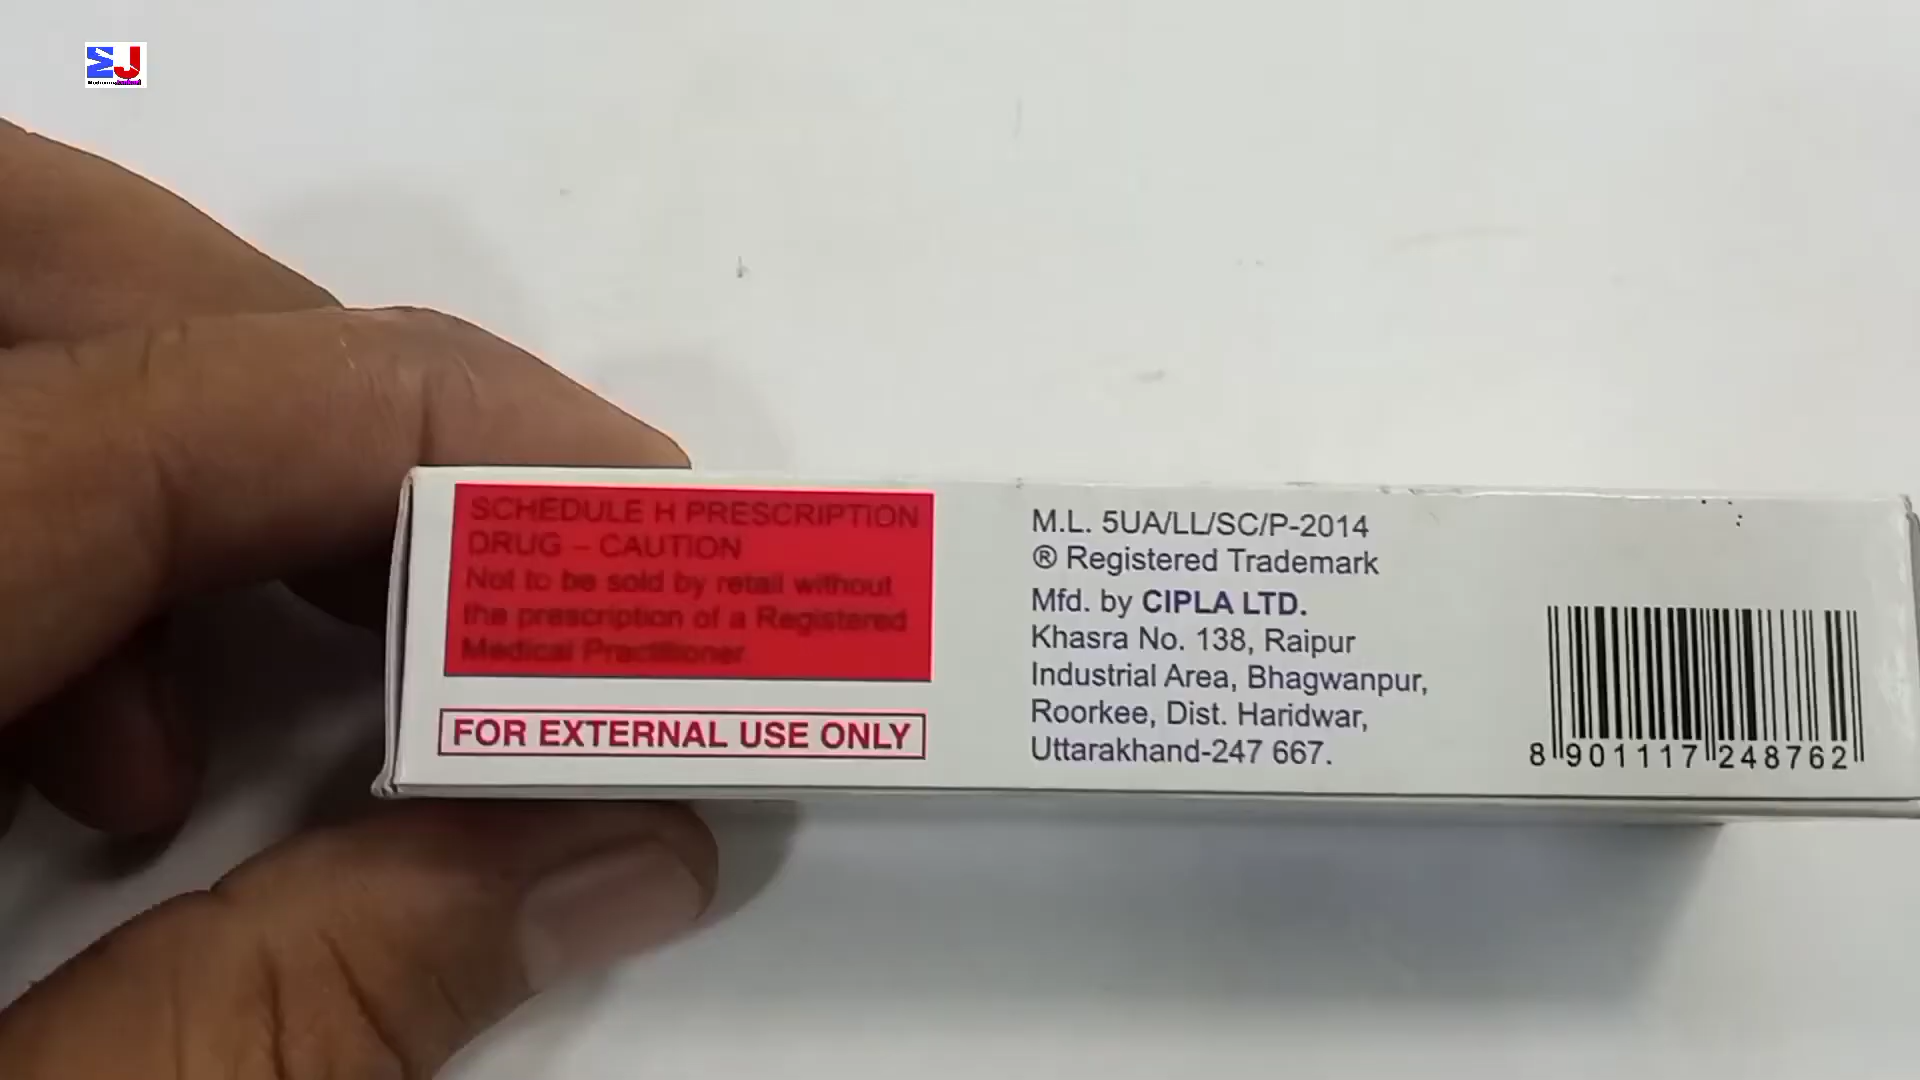 SCHEDULE H PRESCRIPTION
DRUG – CAUTION
Not to be sold by retail without
the prescription of a Registered
Medical Practitioner.
FOR EXTERNAL USE ONLY
M.L. 5UA/LL/SC/P-2014
® Registered Trademark
Mfd. by CIPLA LTD.
Khasra No. 138, Raipur
Industrial Area, Bhagwanpur,
Roorkee, Dist. Haridwar,
Uttarakhand-247 667.
8 901117 248762